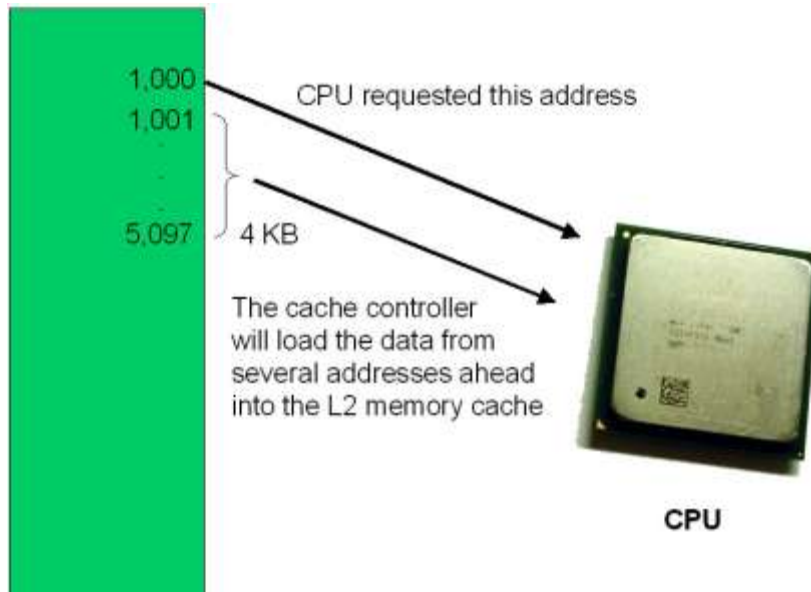 1,000
CPU requested this address
1,001
.
.
.
5,097
4 KB
The cache controller
will load the data from
several addresses ahead
into the L2 memory cache
CPU